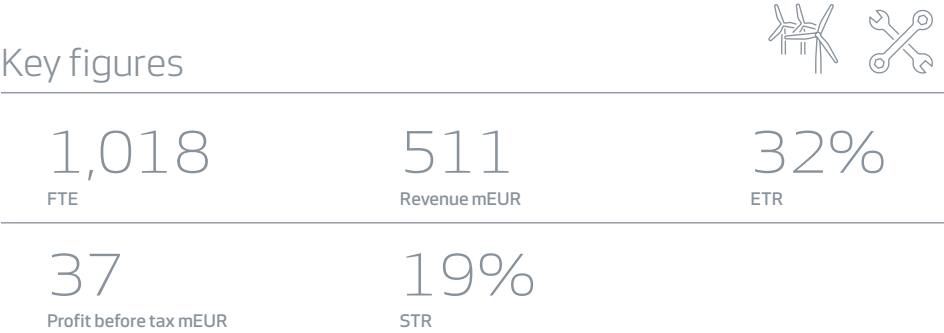 Key figures
1,018
FTE
511
Revenue mEUR
32%
ETR
37
Profit before tax mEUR
19%
STR